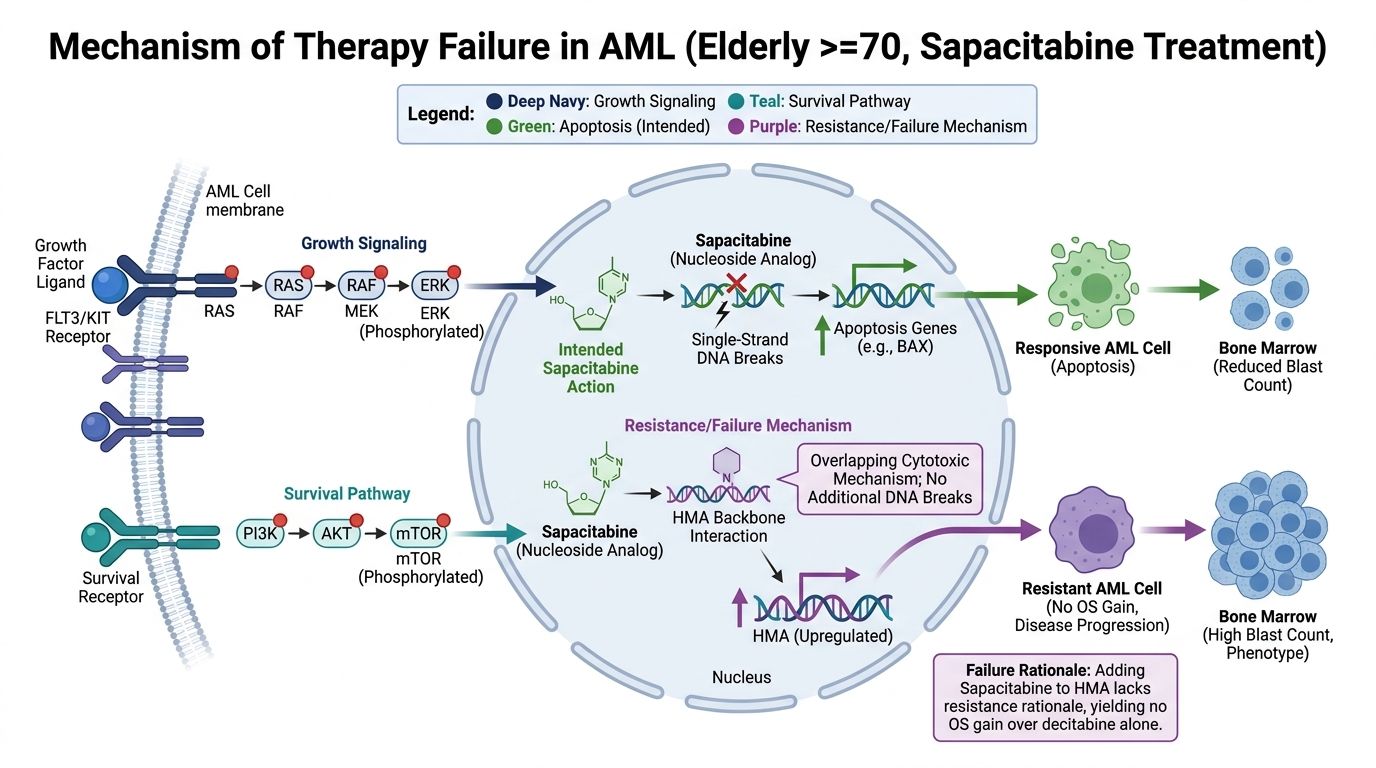 Mechanism of Therapy Failure in AML (Elderly >=70, Sapacitabine Treatment)
Legend:
Deep Navy: Growth Signaling
Teal: Survival Pathway
Green: Apoptosis (Intended)
Purple: Resistance/Failure Mechanism
AML Cell
membrane
Growth
Factor
Ligand
FLT3/KIT
Receptor
Growth Signaling
RAS
RAF
ERK
RAS
RAF
MEK
(Phosphorylated)
ERK
HO
O
N
N
Intended
Sapacitabine
Action
Sapacitabine
(Nucleoside Analog)
Single-Strand
DNA Breaks
Apoptosis Genes
(e.g., BAX)
Responsive AML Cell
(Apoptosis)
Bone Marrow
(Reduced Blast
Count)
Resistance/Failure Mechanism
Survival Pathway
PI3K
AKT
mTOR
mTOR
(Phosphorylated)
Survival
Receptor
HO
O
N
N
N
Sapacitabine
(Nucleoside Analog)
N
HMA Backbone
Interaction
Overlapping Cytotoxic
Mechanism; No
Additional DNA Breaks
HMA (Upregulated)
Nucleus
Resistant AML Cell
(No OS Gain,
Disease Progression)
Bone Marrow
(High Blast Count,
Phenotype)
Failure Rationale: Adding
Sapacitabine to HMA lacks
resistance rationale, yielding no
OS gain over decitabine alone.